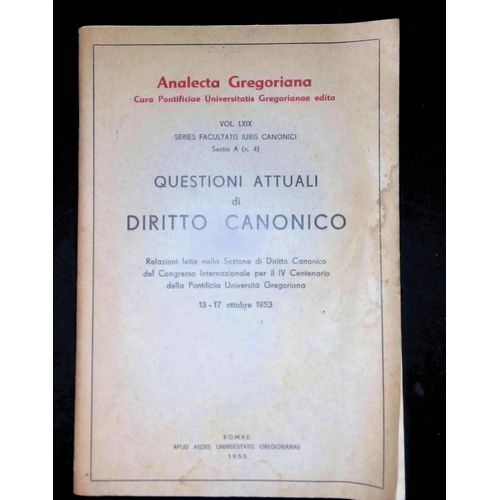 Analecta Gregoriana
Cura Pontificiae Universitatis Gregorianae edita
VOL. LXIX
SERIES FACULTATIS IURIS CANONICI
Sectio A (n. 4)
QUESTIONI ATTUALI
di
DIRITTO CANONICO
Relazioni lette nella Sezione di Diritto Canonico
del Congresso Internazionale per il IV Centenario
della Pontificia Università Gregoriana
13-17 ottobre 1953
ROMAE
APUD AEDES UNIVERSITATIS GREGORIANAE
1955